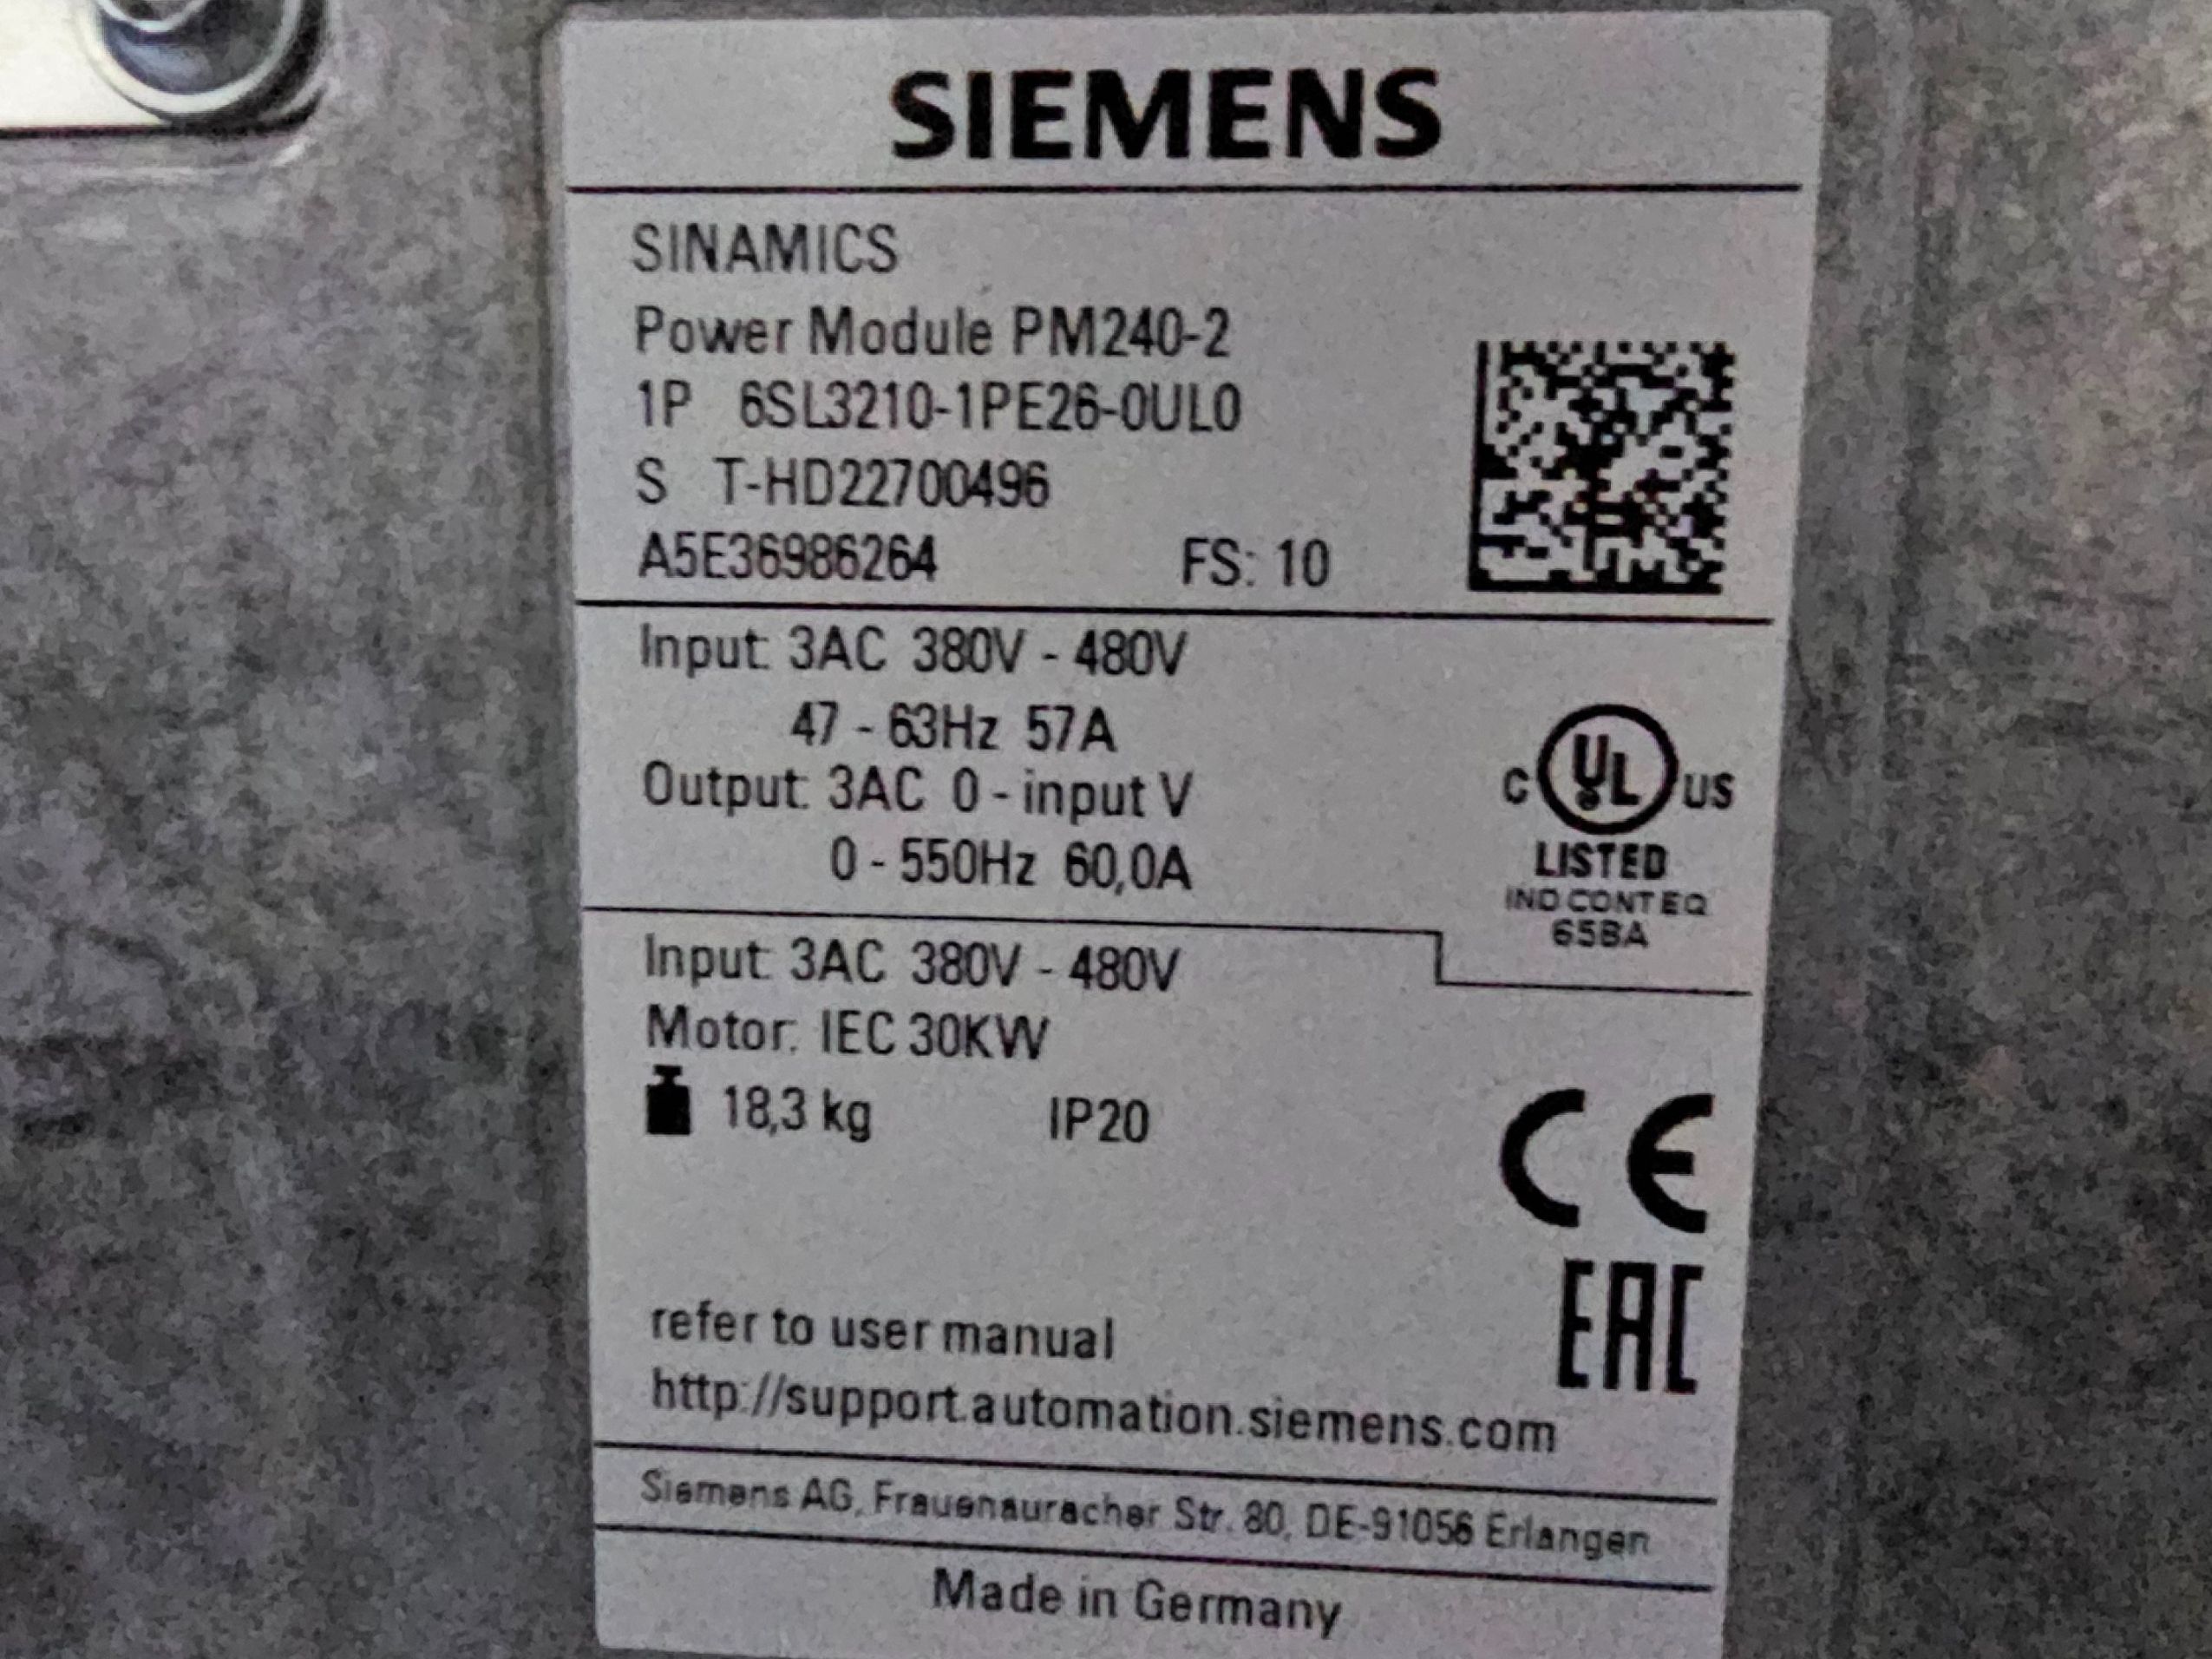 SIEMENS
SINAMICS
Power Module PM240-2
1P 6SL3210-1PE26-0UL0
S T-HD22700496
A5E36986264 FS: 10
Input: 3AC 380V - 480V
47 - 63Hz 57A
Output: 3AC 0 - input V
0 - 550Hz 60,0A
C UL US
LISTED
IND CONT EQ
65BA
Input: 3AC 380V - 480V
Motor: IEC 30KW
18,3 kg IP20
CE
EAC
refer to user manual
http://support.automation.siemens.com
Siemens AG, Frauenauracher Str. 80, DE-91056 Erlangen
Made in Germany